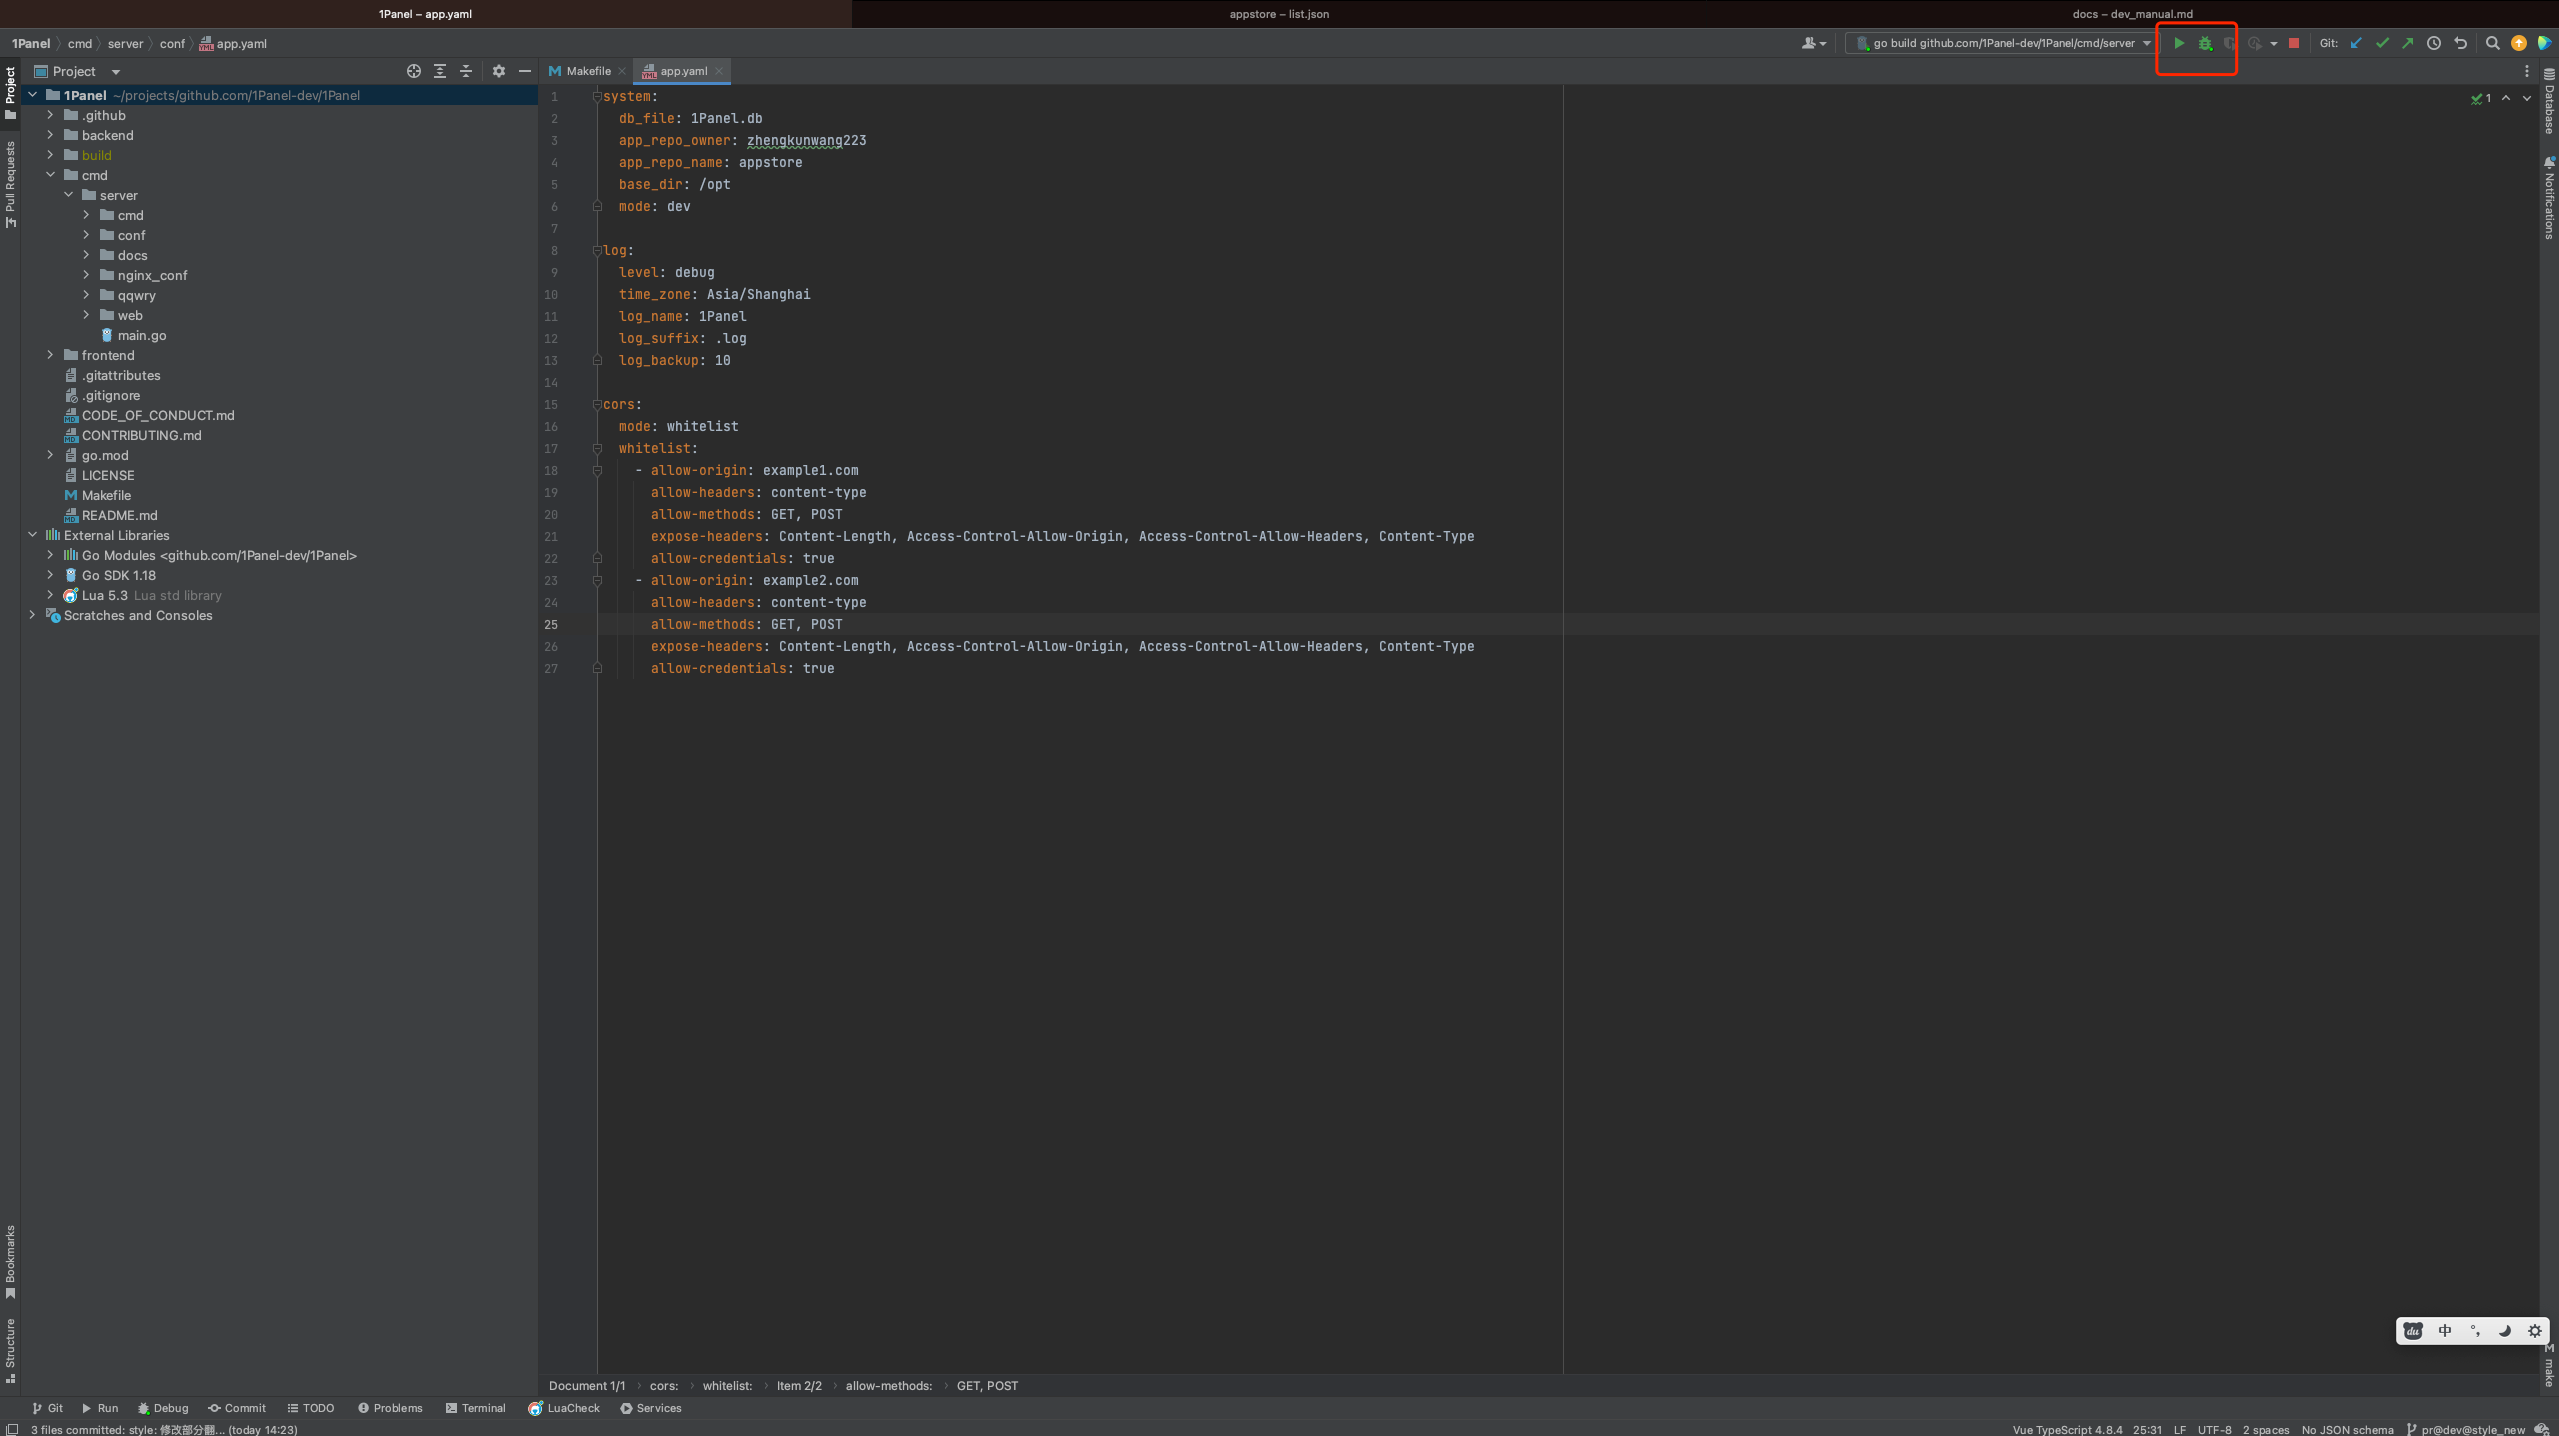 1Panel – app.yaml
appstore – list.json
docs – dev_manual.md
1Panel cmd server conf app.yaml
go build github.com/1Panel-dev/1Panel/cmd/server
Git:
Project
Makefile
app.yaml
Project
Pull Requests
Bookmarks
Structure
1Panel ~/projects/github.com/1Panel-dev/1Panel
.github
backend
build
cmd
server
cmd
conf
docs
nginx_conf
qqwry
web
main.go
frontend
.gitattributes
.gitignore
CODE_OF_CONDUCT.md
CONTRIBUTING.md
go.mod
LICENSE
Makefile
README.md
External Libraries
Go Modules <github.com/1Panel-dev/1Panel>
Go SDK 1.18
Lua 5.3 Lua std library
Scratches and Consoles
1 system:
2 db_file: 1Panel.db
3 app_repo_owner: zhengkunwang223
4 app_repo_name: appstore
5 base_dir: /opt
6 mode: dev
7
8 log:
9 level: debug
10 time_zone: Asia/Shanghai
11 log_name: 1Panel
12 log_suffix: .log
13 log_backup: 10
14
15 cors:
16 mode: whitelist
17 whitelist:
18 - allow-origin: example1.com
19 allow-headers: content-type
20 allow-methods: GET, POST
21 expose-headers: Content-Length, Access-Control-Allow-Origin, Access-Control-Allow-Headers, Content-Type
22 allow-credentials: true
23 - allow-origin: example2.com
24 allow-headers: content-type
25 allow-methods: GET, POST
26 expose-headers: Content-Length, Access-Control-Allow-Origin, Access-Control-Allow-Headers, Content-Type
27 allow-credentials: true
1
Database
Notifications
du 中 °,
make
Document 1/1 cors: whitelist: Item 2/2 allow-methods: GET, POST
Git Run Debug Commit TODO Problems Terminal LuaCheck Services
3 files committed: style: 修改部分翻... (today 14:23)
Vue TypeScript 4.8.4 25:31 LF UTF-8 2 spaces No JSON schema pr@dev@style_new